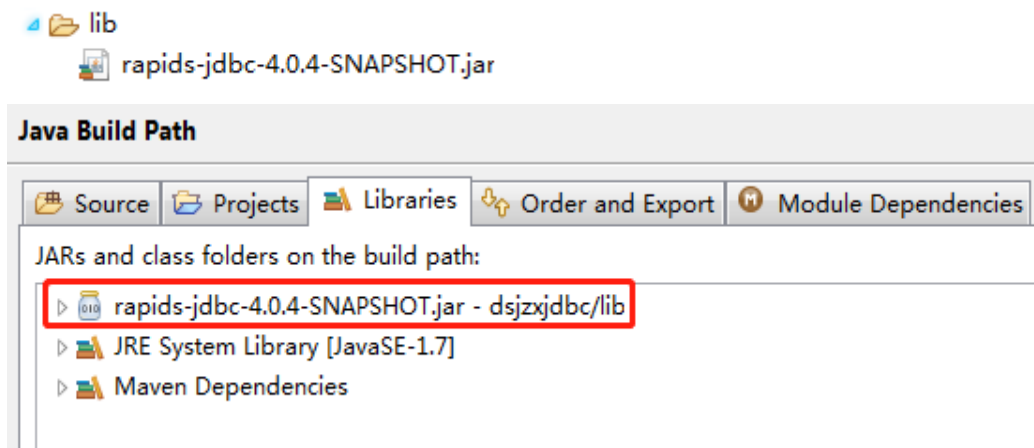 lib
rapids-jdbc-4.0.4-SNAPSHOT.jar
Java Build Path
Source Projects Libraries Order and Export Module Dependencies
JARs and class folders on the build path:
rapids-jdbc-4.0.4-SNAPSHOT.jar - dsjzxjdbc/lib
JRE System Library [JavaSE-1.7]
Maven Dependencies